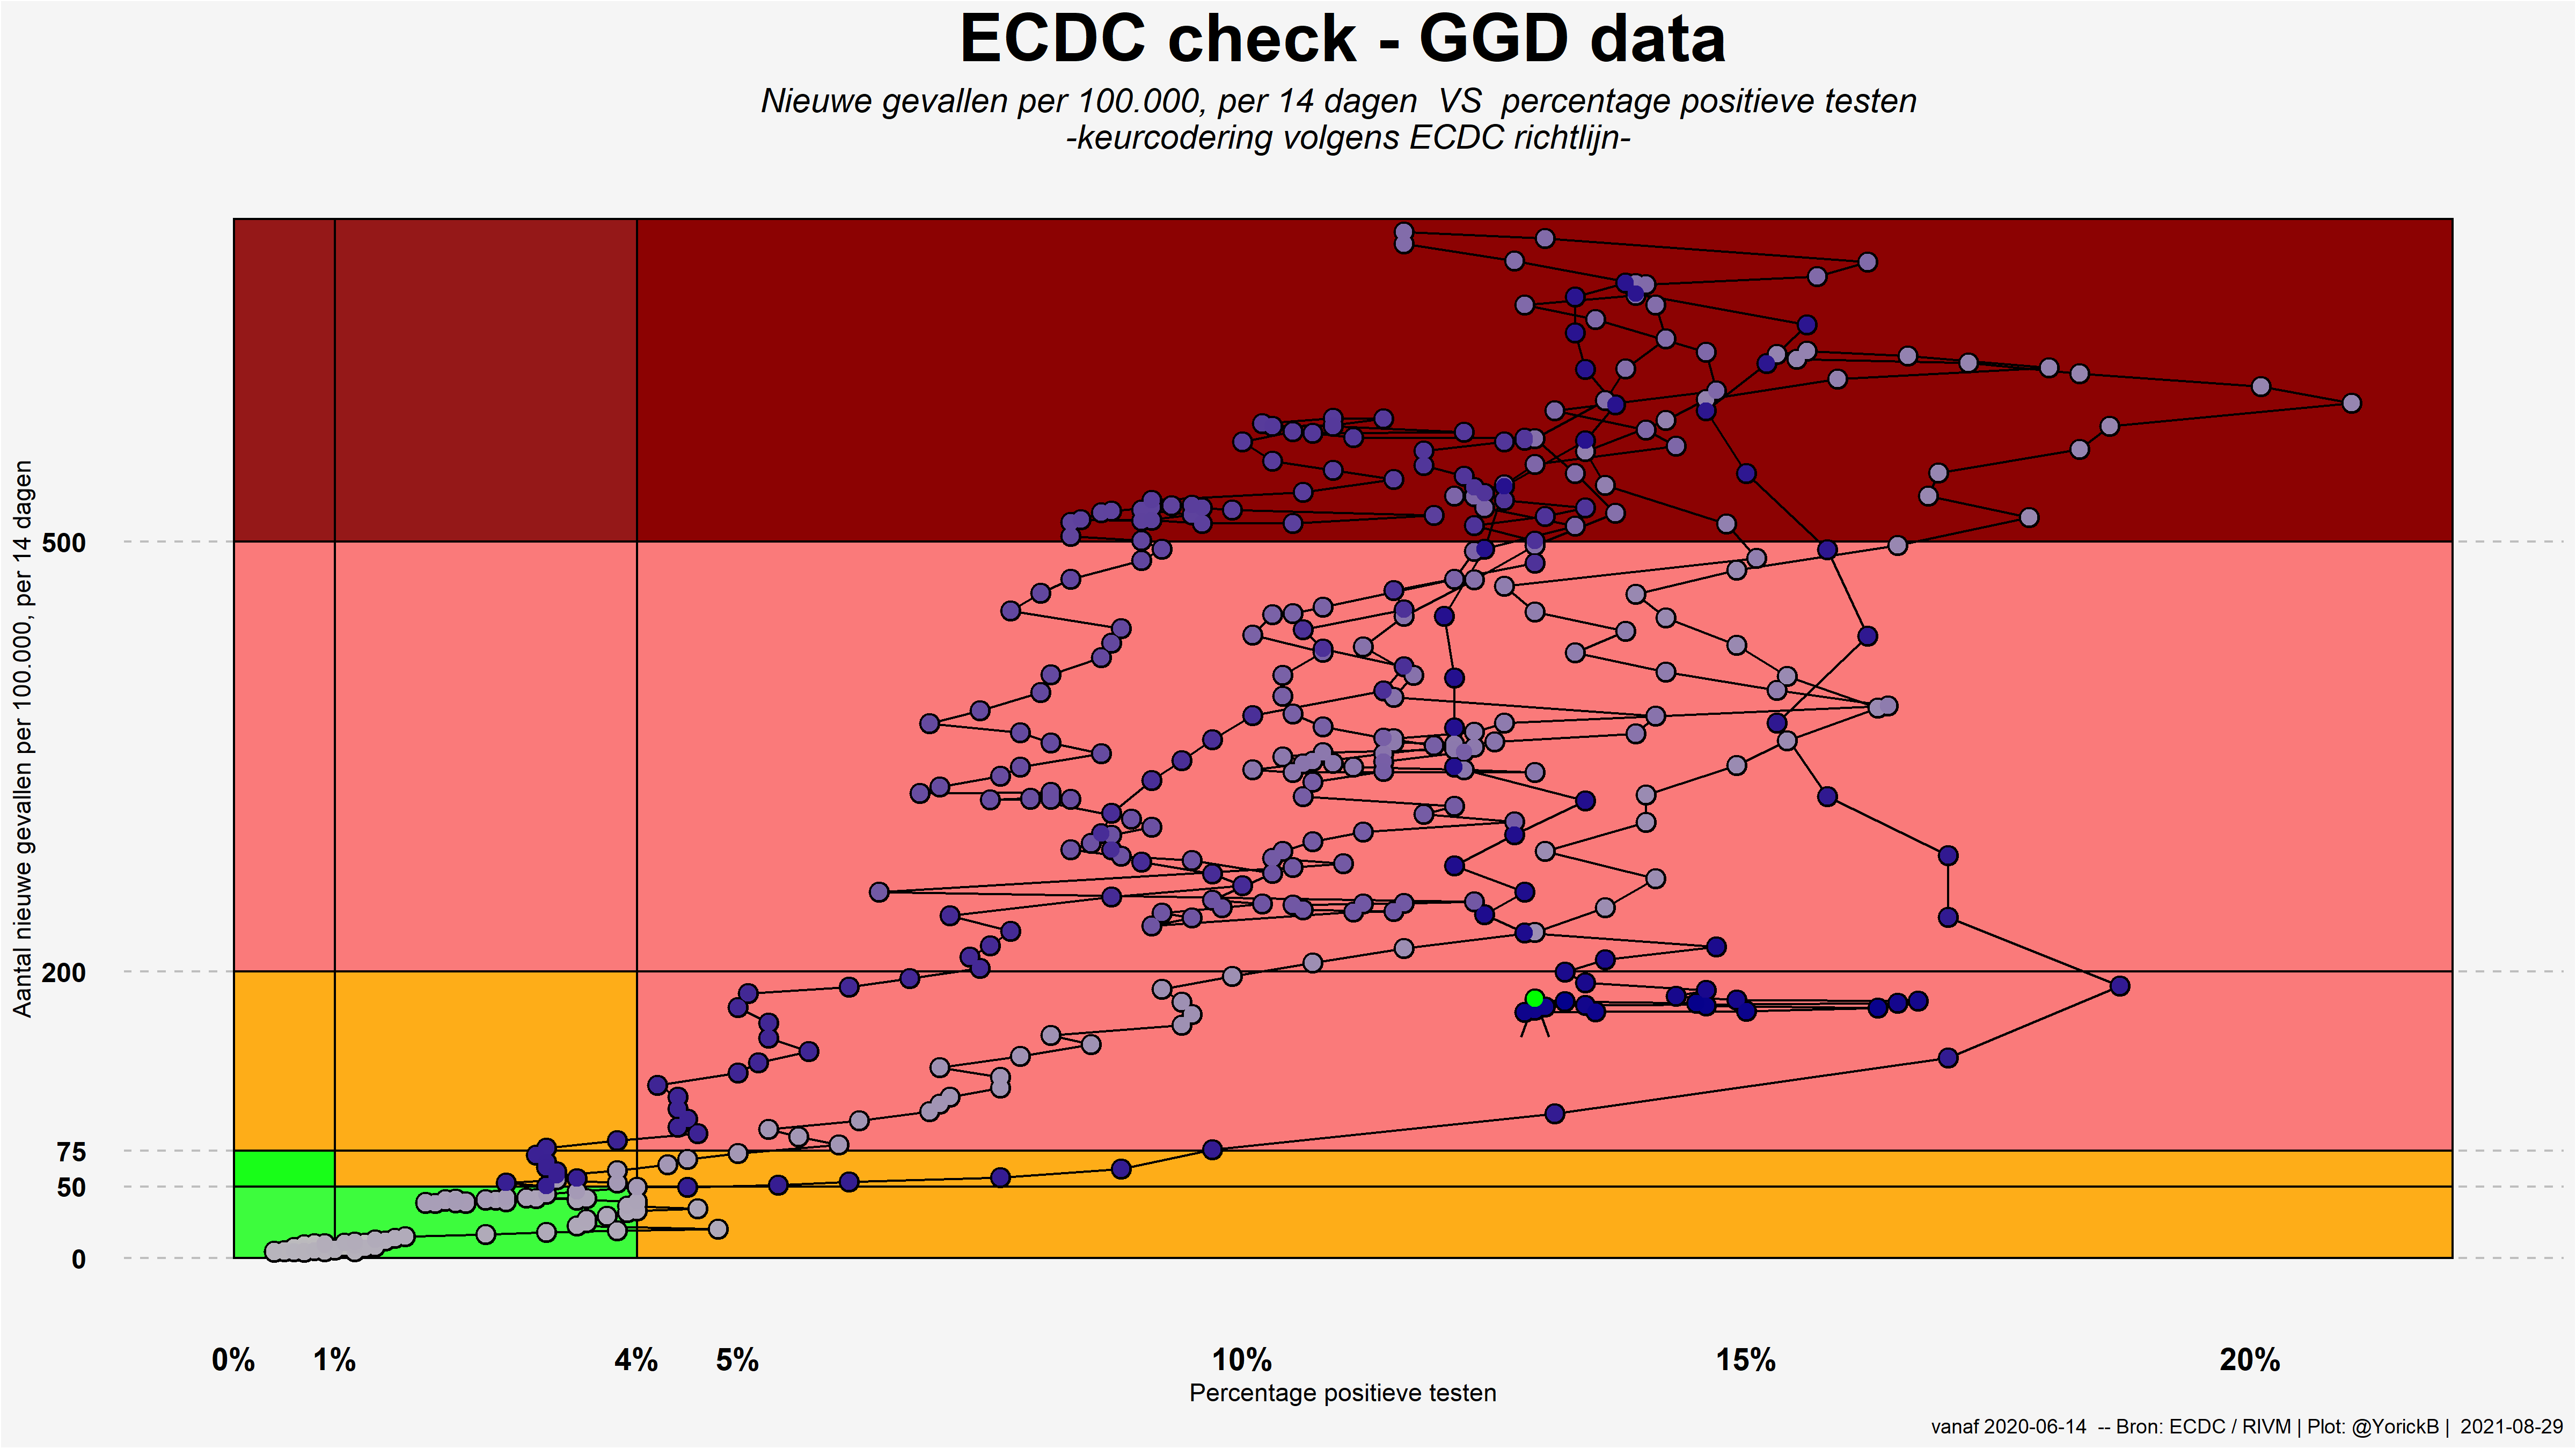 ECDC check - GGD data
Nieuwe gevallen per 100.000, per 14 dagen  VS  percentage positieve testen
-keurcodering volgens ECDC richtlijn-
Aantal nieuwe gevallen per 100.000, per 14 dagen
500
200
75
50
0
0%
1%
4%
5%
10%
15%
20%
Percentage positieve testen
vanaf 2020-06-14  -- Bron: ECDC / RIVM | Plot: @YorickB |  2021-08-29